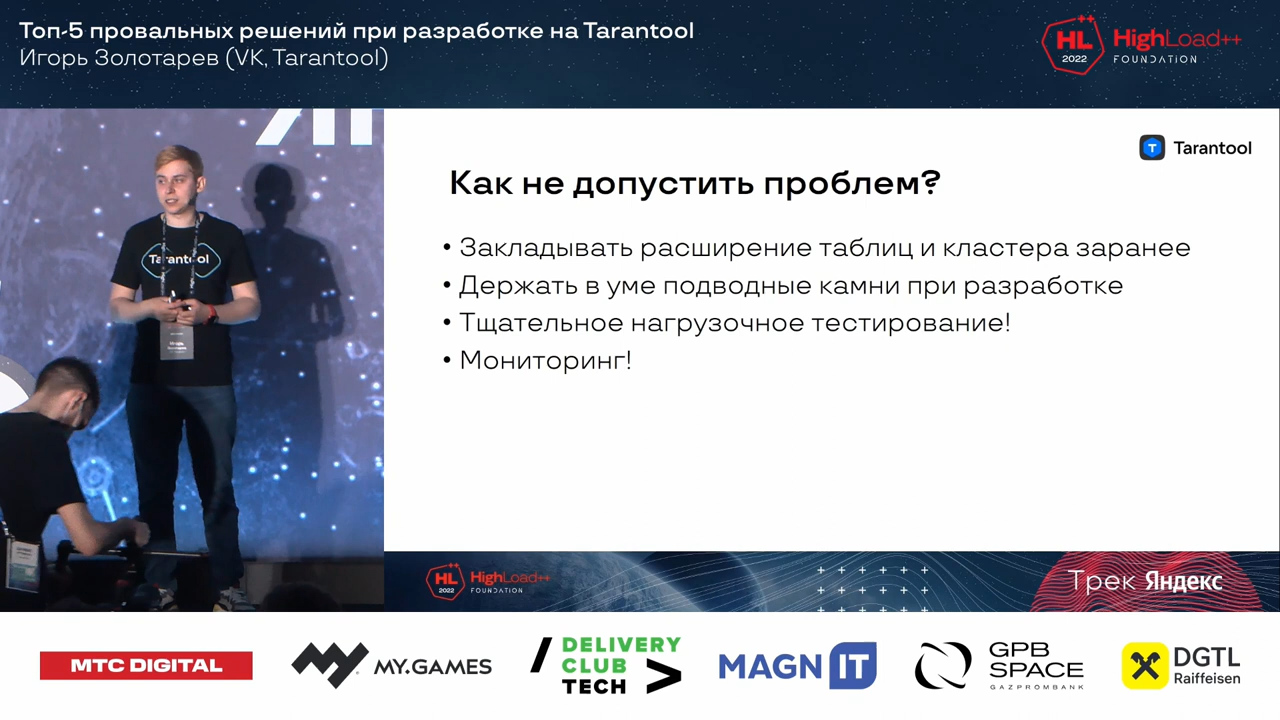 Топ-5 провальных решений при разработке на Tarantool
Игорь Золотарев (VK, Tarantool)
HL
2022
HighLoad++
FOUNDATION
Tarantool
Tarantool
Игорь
Как не допустить проблем?
• Закладывать расширение таблиц и кластера заранее
• Держать в уме подводные камни при разработке
• Тщательное нагрузочное тестирование!
• Мониторинг!
HL
2022
HighLoad++
FOUNDATION
Трек Яндекс
МТС DIGITAL
MY.GAMES
/ DELIVERY
CLUB
TECH >
MAGNIT
GPB
SPACE
GAZPROMBANK
DGTL
Raiffeisen